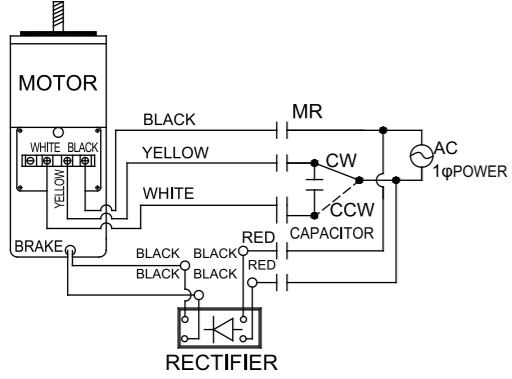 MOTOR
WHITE BLACK
YELLOW
BLACK
MR
YELLOW
CW
AC
1φPOWER
WHITE
CCW
CAPACITOR
BRAKE
BLACK BLACK RED
BLACK BLACK RED
RECTIFIER